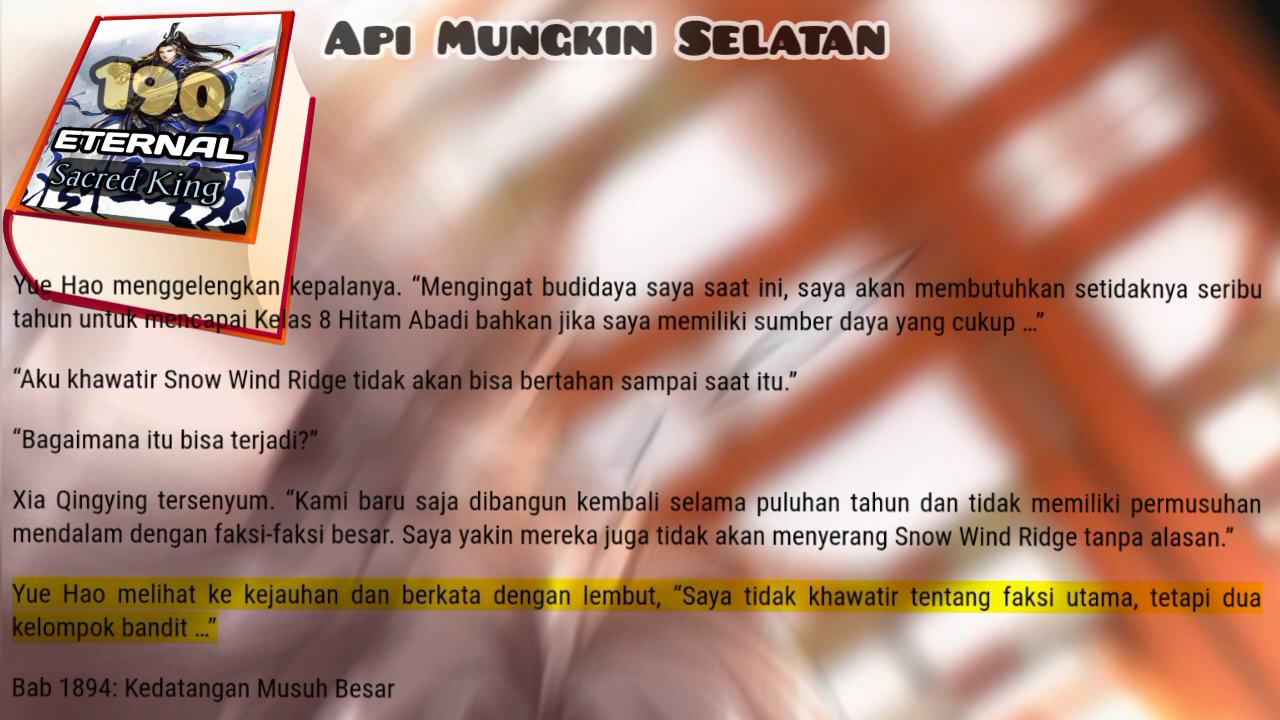 Api Mungkin Selatan
190
ETERNAL
Sacred King
Yue Hao menggelengkan kepalanya. “Mengingat budidaya saya saat ini, saya akan membutuhkan setidaknya seribu
tahun untuk mencapai Kelas 8 Hitam Abadi bahkan jika saya memiliki sumber daya yang cukup …”
“Aku khawatir Snow Wind Ridge tidak akan bisa bertahan sampai saat itu.”
“Bagaimana itu bisa terjadi?”
Xia Qingying tersenyum. “Kami baru saja dibangun kembali selama puluhan tahun dan tidak memiliki permusuhan
mendalam dengan faksi-faksi besar. Saya yakin mereka juga tidak akan menyerang Snow Wind Ridge tanpa alasan.”
Yue Hao melihat ke kejauhan dan berkata dengan lembut, “Saya tidak khawatir tentang faksi utama, tetapi dua
kelompok bandit …”
Bab 1894: Kedatangan Musuh Besar